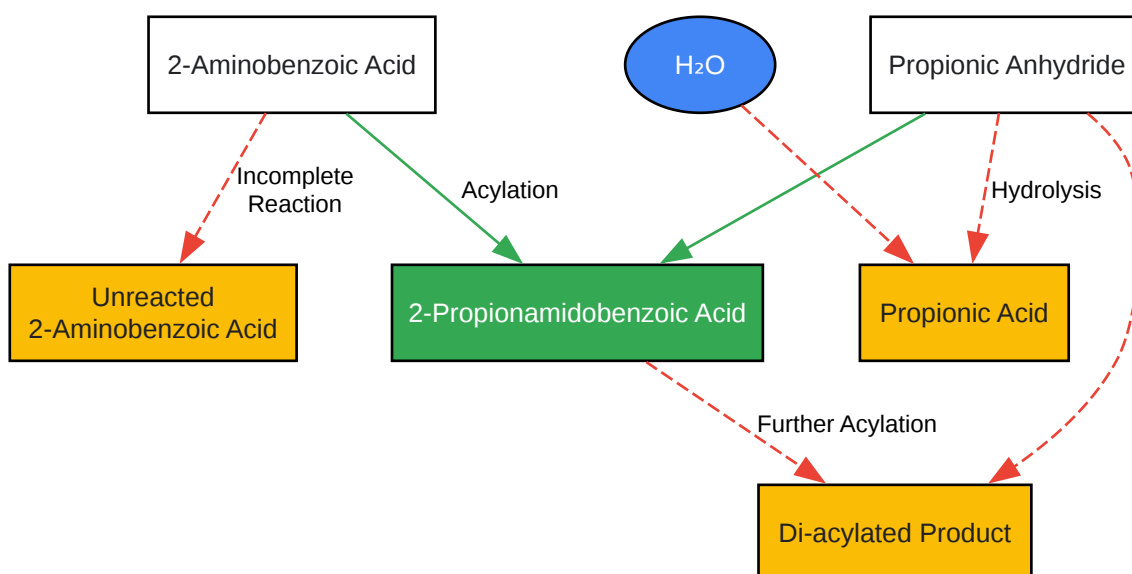 2-Aminobenzoic Acid
H₂O
Propionic Anhydride
Incomplete
Reaction
Acylation
Hydrolysis
Unreacted
2-Aminobenzoic Acid
2-Propionamidobenzoic Acid
Propionic Acid
Further Acylation
Di-acylated Product